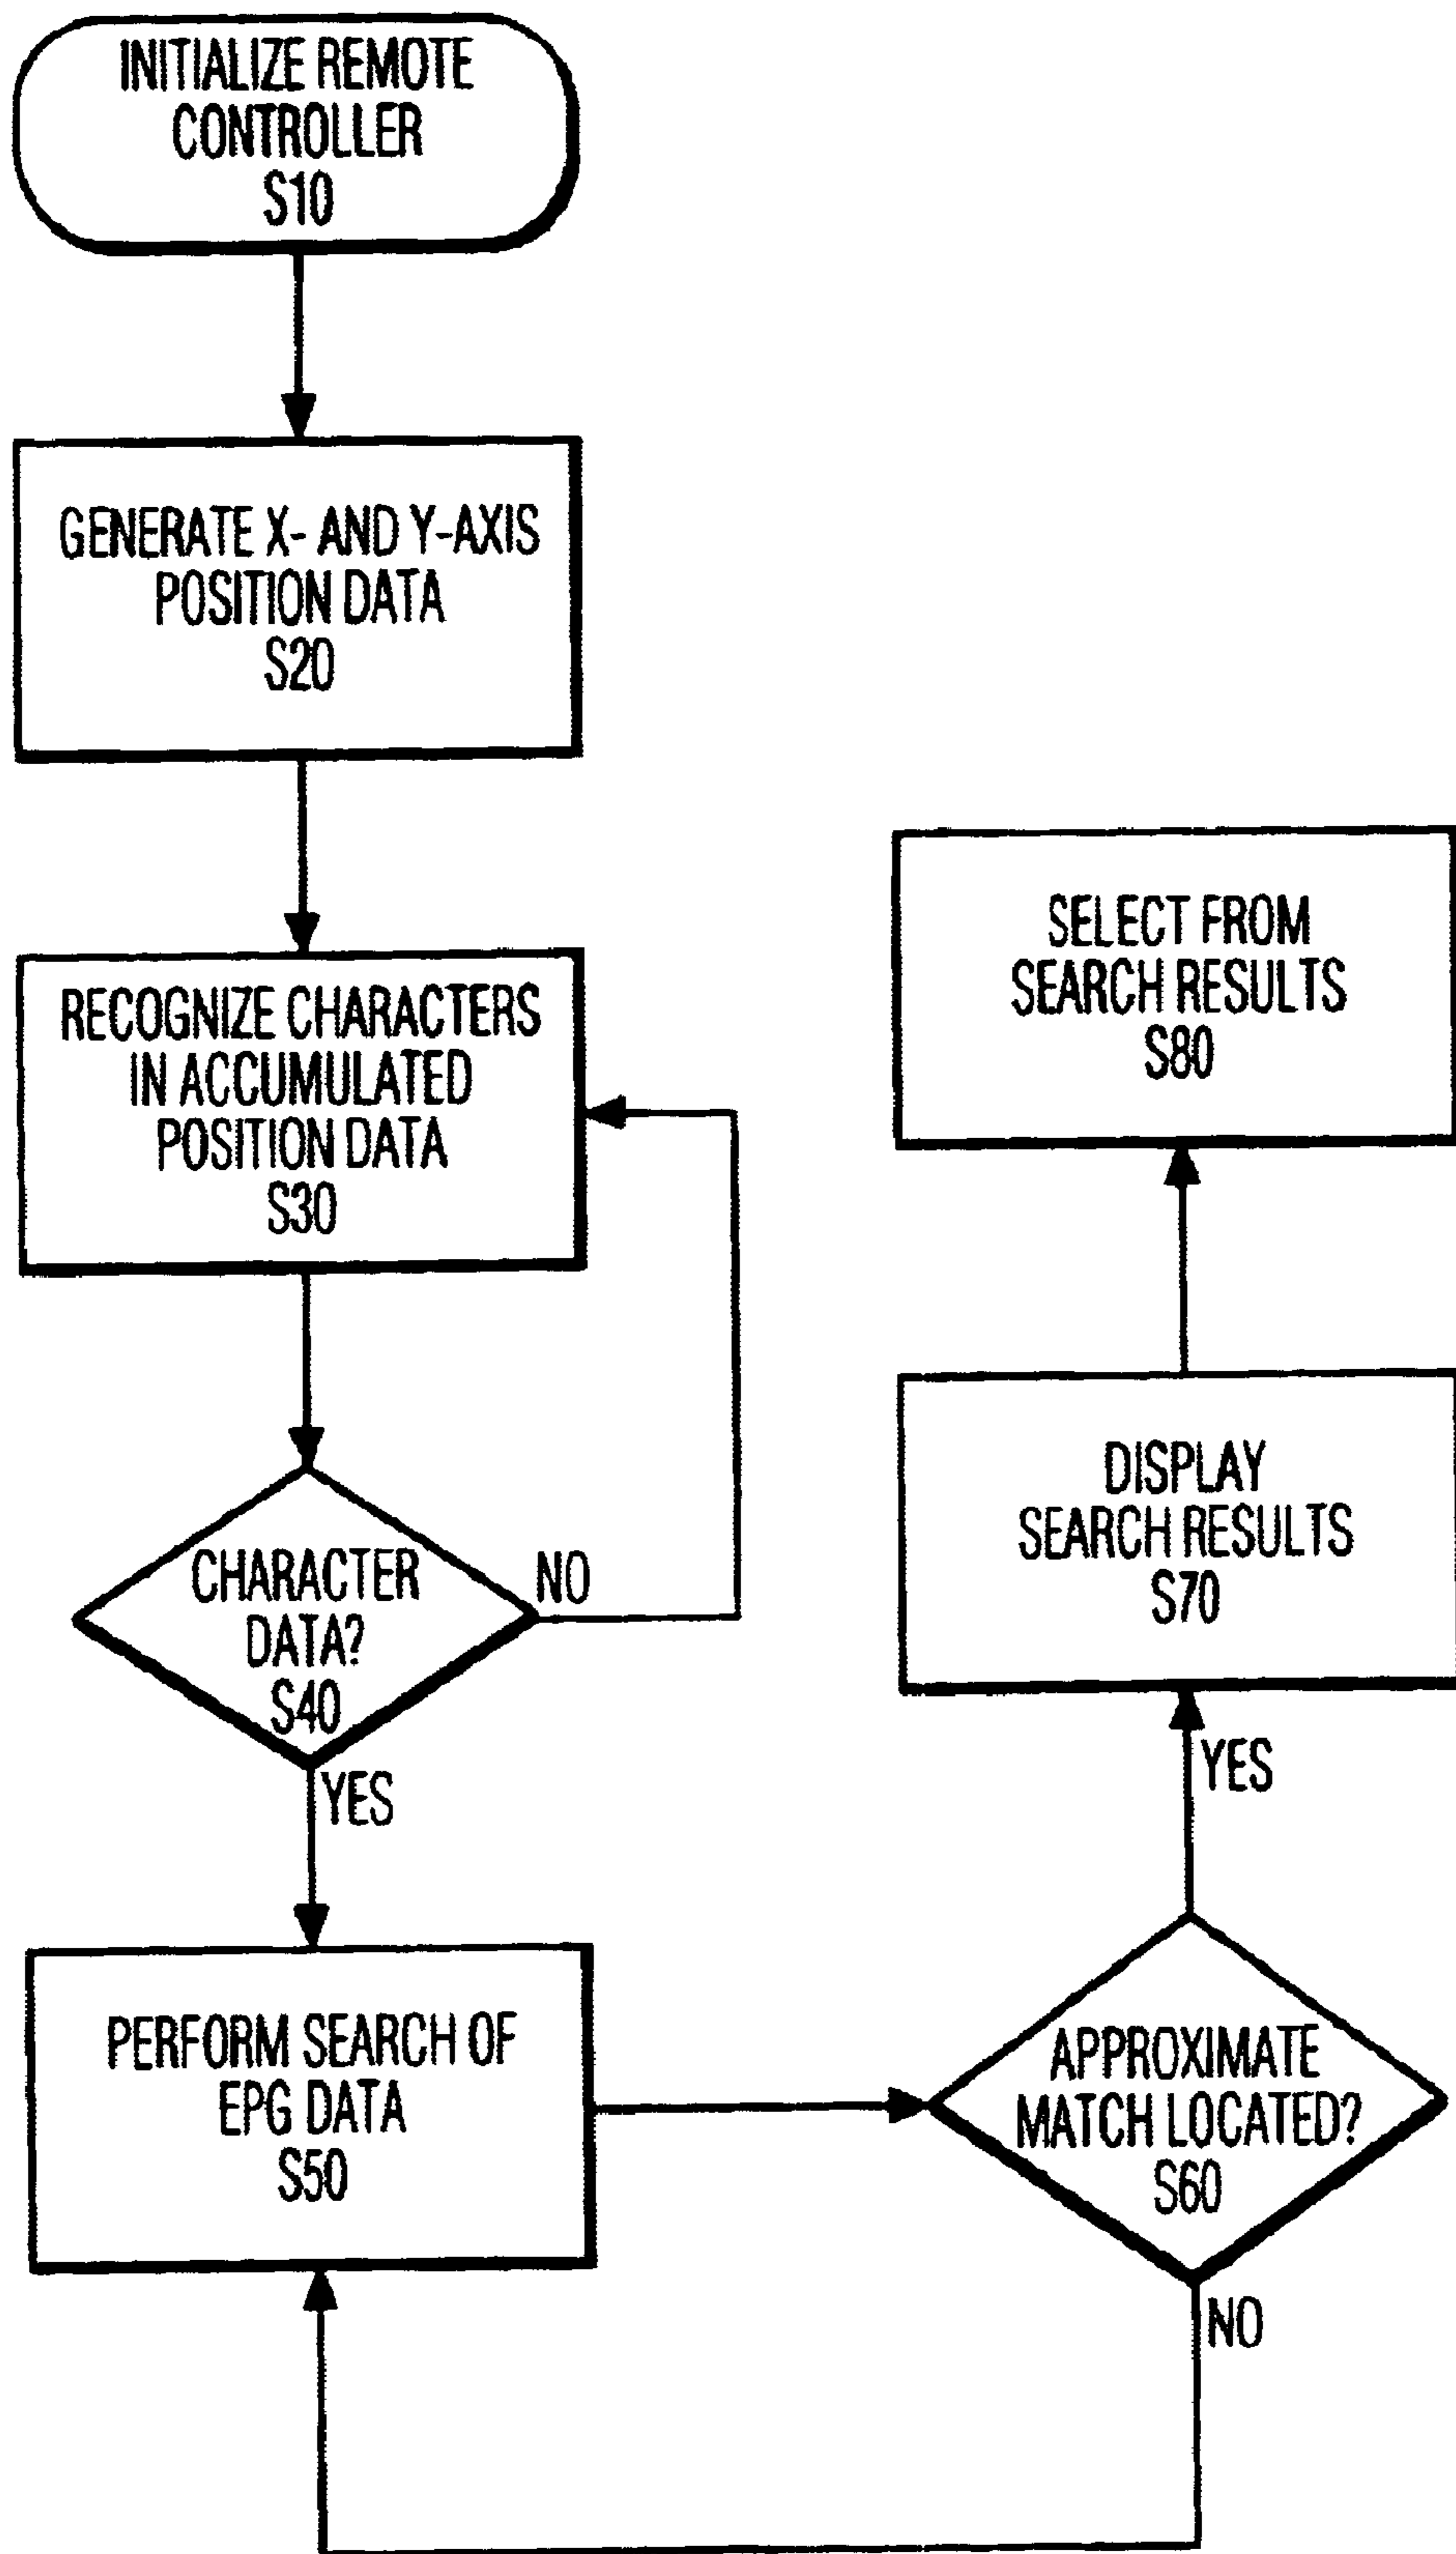 INITIALIZE REMOTE
CONTROLLER
S10
GENERATE X- AND Y-AXIS
POSITION DATA
S20
RECOGNIZE CHARACTERS
IN ACCUMULATED
POSITION DATA
S30
CHARACTER
DATA?
S40
NO
YES
PERFORM SEARCH OF
EPG DATA
S50
APPROXIMATE
MATCH LOCATED?
S60
NO
YES
DISPLAY
SEARCH RESULTS
S70
SELECT FROM
SEARCH RESULTS
S80